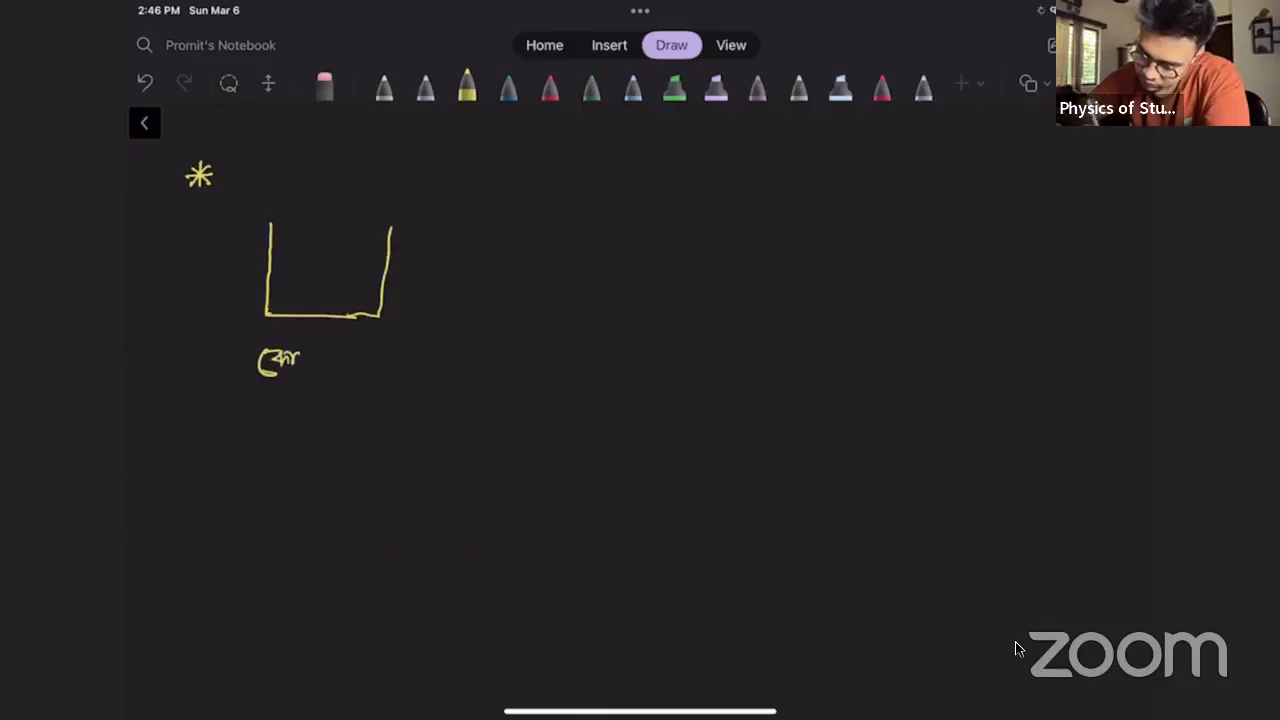 2:46 PM Sun Mar 6
Promit's Notebook
Home Insert Draw View
Physics of Stu...
কো
zoom